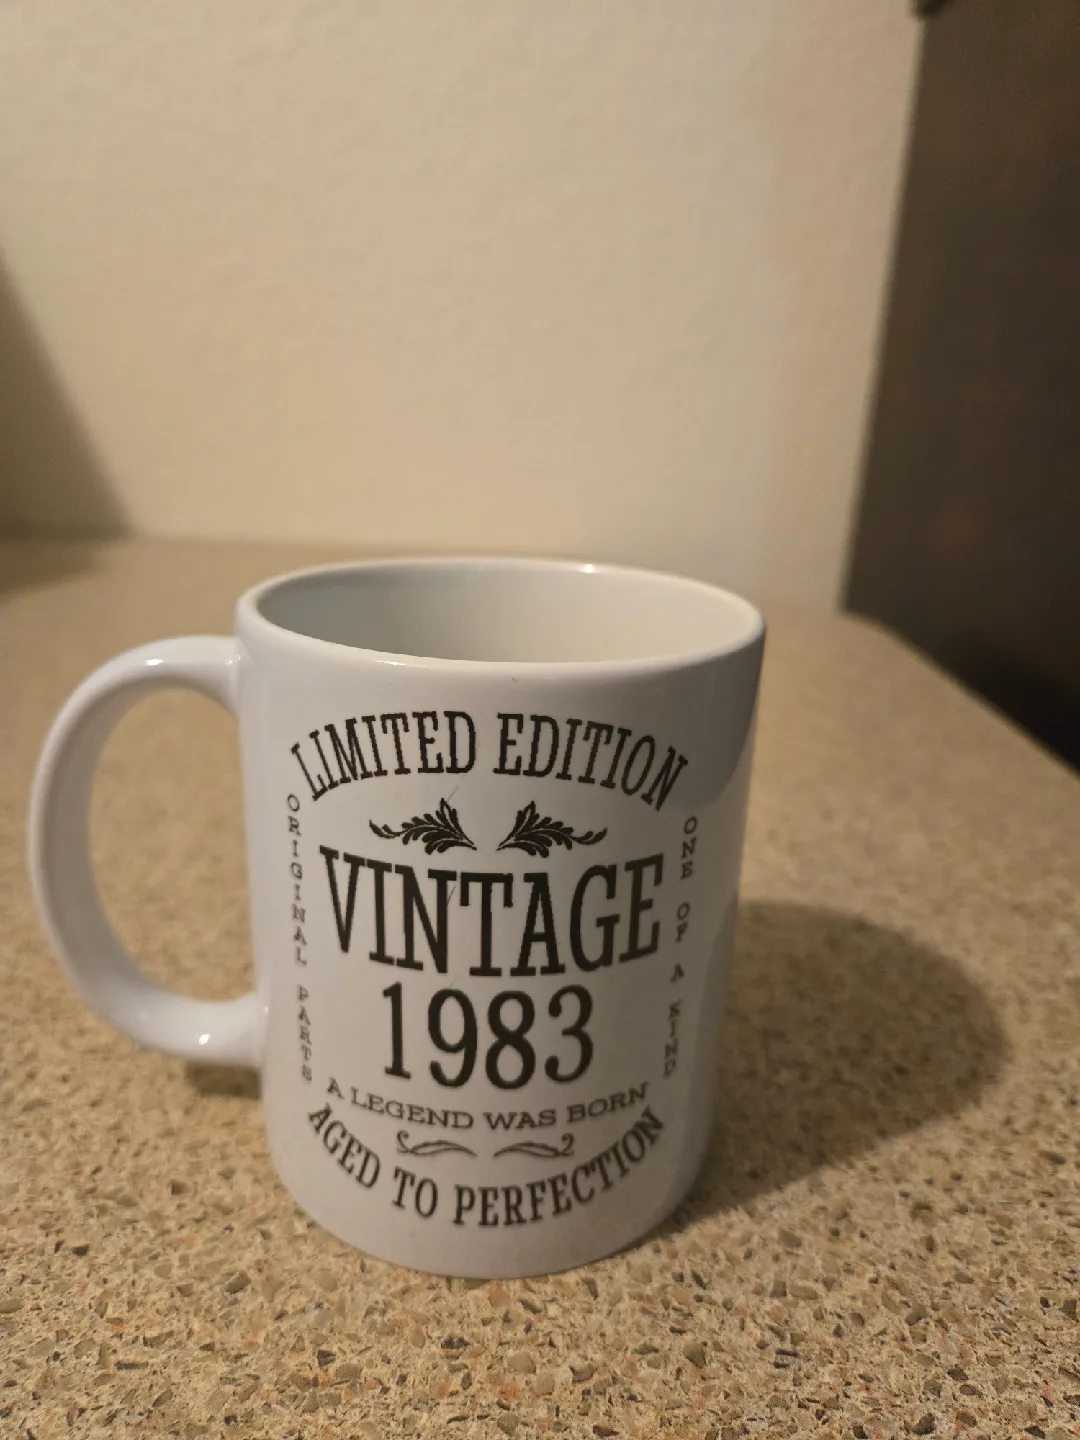 LIMITED EDITION
ORIGINAL PARTS
ONE OF A KIND
VINTAGE
1983
A LEGEND WAS BORN
AGED TO PERFECTION